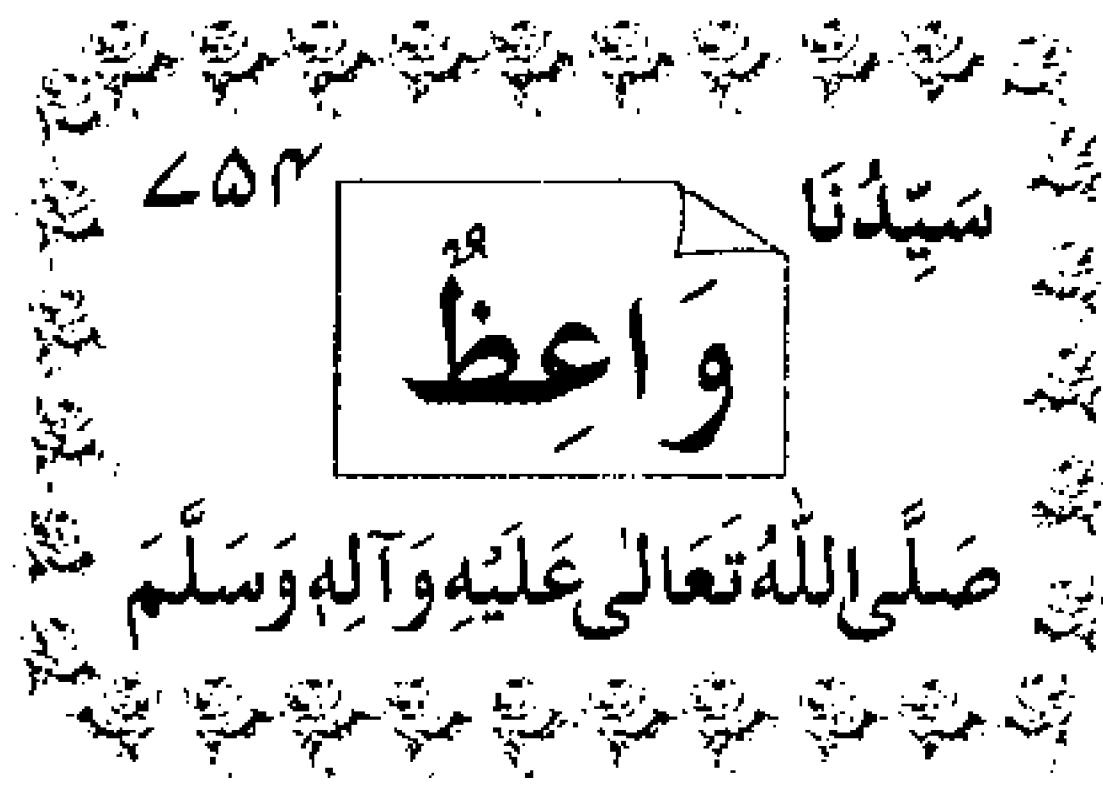 سَيِّدُنَا ۷۵۴
وَاعِظٌؐ
صَلَّى اللّٰهُ تَعَالٰى عَلَيْهِ وَآلِهٖ وَسَلَّمَ